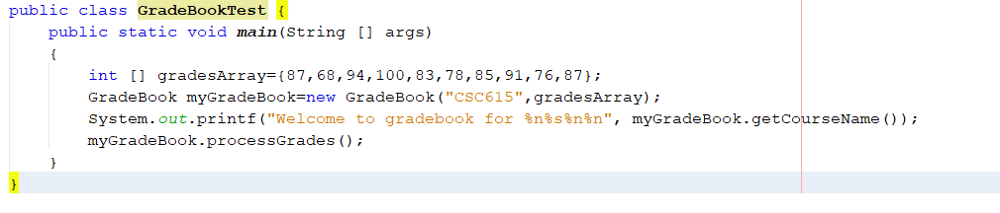 public class GradeBookTest {
public static void main(String [] args)
{
int [] gradesArray={87,68,94,100,83,78,85,91,76,87};
GradeBook myGradeBook=new GradeBook("CSC615",gradesArray);
System.out.printf("Welcome to gradebook for %n%s%n%n", myGradeBook.getCourseName());
myGradeBook.processGrades();
}
}